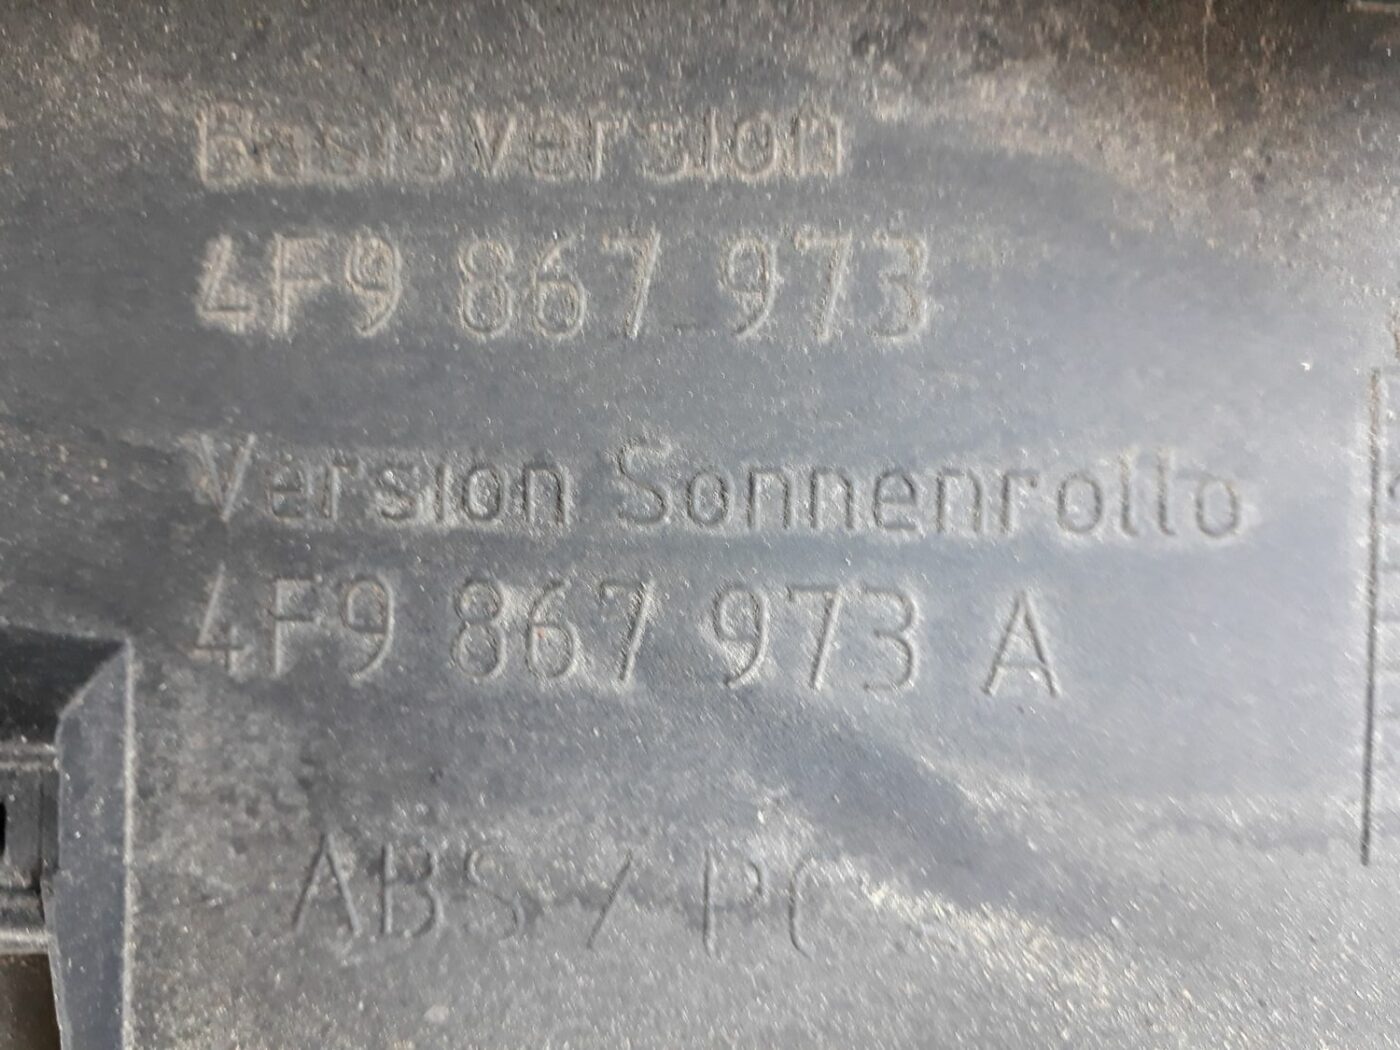 Basisversion
4F9 867 973
Version Sonnenrollo
4F9 867 973 A
ABS / PC